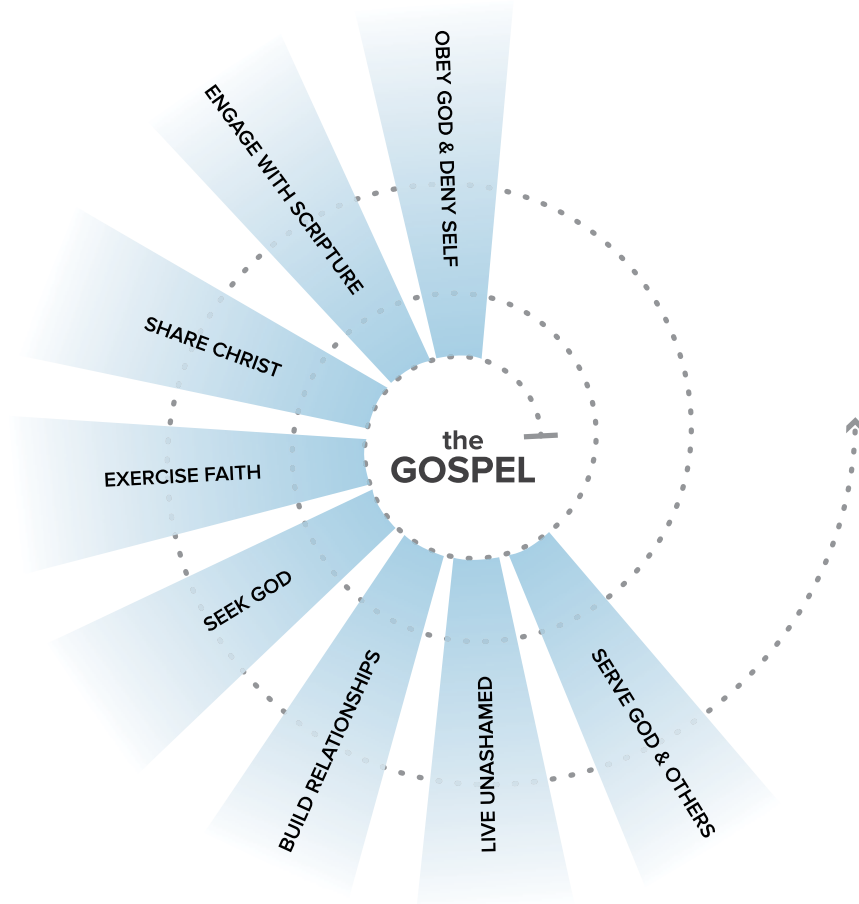 OBEY GOD & DENY SELF
ENGAGE WITH SCRIPTURE
SHARE CHRIST
EXERCISE FAITH
SEEK GOD
BUILD RELATIONSHIPS
LIVE UNASHAMED
SERVE GOD & OTHERS
the
GOSPEL